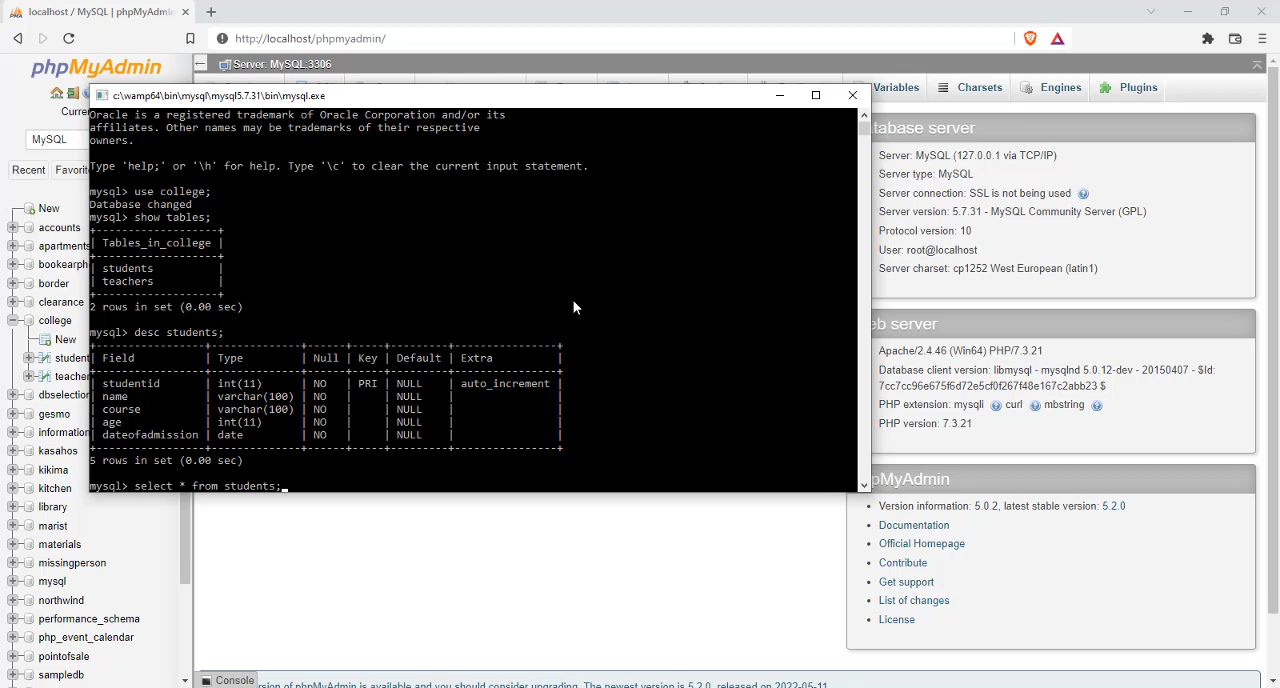 localhost / MySQL | phpMyAdmin
http://localhost/phpmyadmin/
phpMyAdmin
MySQL
Recent
New
accounts
border
clearance
college
New
gesmo
kasahos
kikima
kitchen
library
marist
materials
missingperson
mysql
northwind
performance_schema
php_event_calendar
pointofsale
sampledb
Server: MySQL:3306
Variables
Charsets
Engines
Plugins
c:\wamp64\bin\mysql\mysql5.7.31\bin\mysql.exe
Oracle is a registered trademark of Oracle Corporation and/or its
affiliates. Other names may be trademarks of their respective
owners.
Type 'help;' or '\h' for help. Type '\c' to clear the current input statement.
mysql> use college;
Database changed
mysql> show tables;
+--------------------+
| Tables_in_college |
+--------------------+
| students |
| teachers |
+--------------------+
2 rows in set (0.00 sec)
mysql> desc students;
| Field | Type | Null | Key | Default | Extra |
| studentid | int(11) | NO | PRI | NULL | auto_increment |
| name | varchar(100) | NO | | NULL | |
| course | varchar(100) | NO | | NULL | |
| age | int(11) | NO | | NULL | |
| dateofadmission | date | NO | | NULL | |
5 rows in set (0.00 sec)
mysql> select * from students;
tabase server
Server: MySQL (127.0.0.1 via TCP/IP)
Server type: MySQL
Server connection: SSL is not being used
Server version: 5.7.31 - MySQL Community Server (GPL)
Protocol version: 10
User: root@localhost
Server charset: cp1252 West European (latin1)
eb server
Apache/2.4.46 (Win64) PHP/7.3.21
Database client version: libmysql - mysqlnd 5.0.12-dev - 20150407 - $Id:
7cc7cc96e675f6d72e5cf0f267f48e167c2abb23 $
PHP extension: mysqli curl mbstring
PHP version: 7.3.21
pMyAdmin
Version information: 5.0.2, latest stable version: 5.2.0
Documentation
Official Homepage
Contribute
Get support
List of changes
License
Console